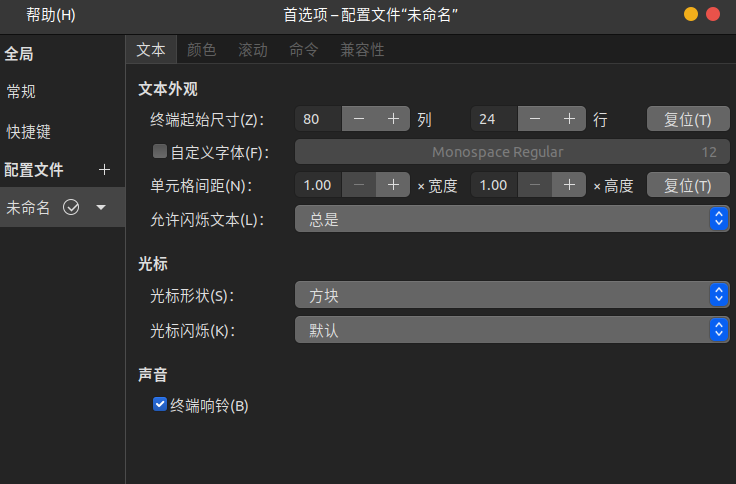 帮助(H) 首选项 – 配置文件“未命名”
全局
常规
快捷键
配置文件
未命名
文本 颜色 滚动 命令 兼容性
文本外观
终端起始尺寸(Z): 80 列 24 行 复位(T)
自定义字体(F): Monospace Regular 12
单元格间距(N): 1.00 × 宽度 1.00 × 高度 复位(T)
允许闪烁文本(L): 总是
光标
光标形状(S): 方块
光标闪烁(K): 默认
声音
终端响铃(B)